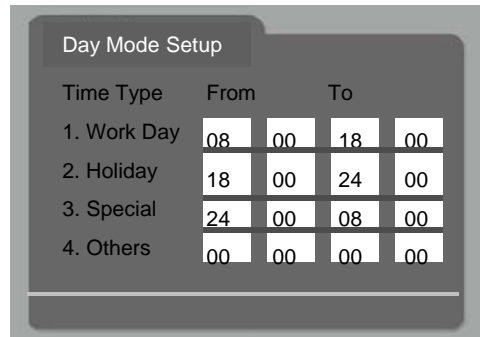 Day Mode Setup
Time Type From To
1. Work Day 08 00 18 00
2. Holiday 18 00 24 00
3. Special 24 00 08 00
4. Others 00 00 00 00